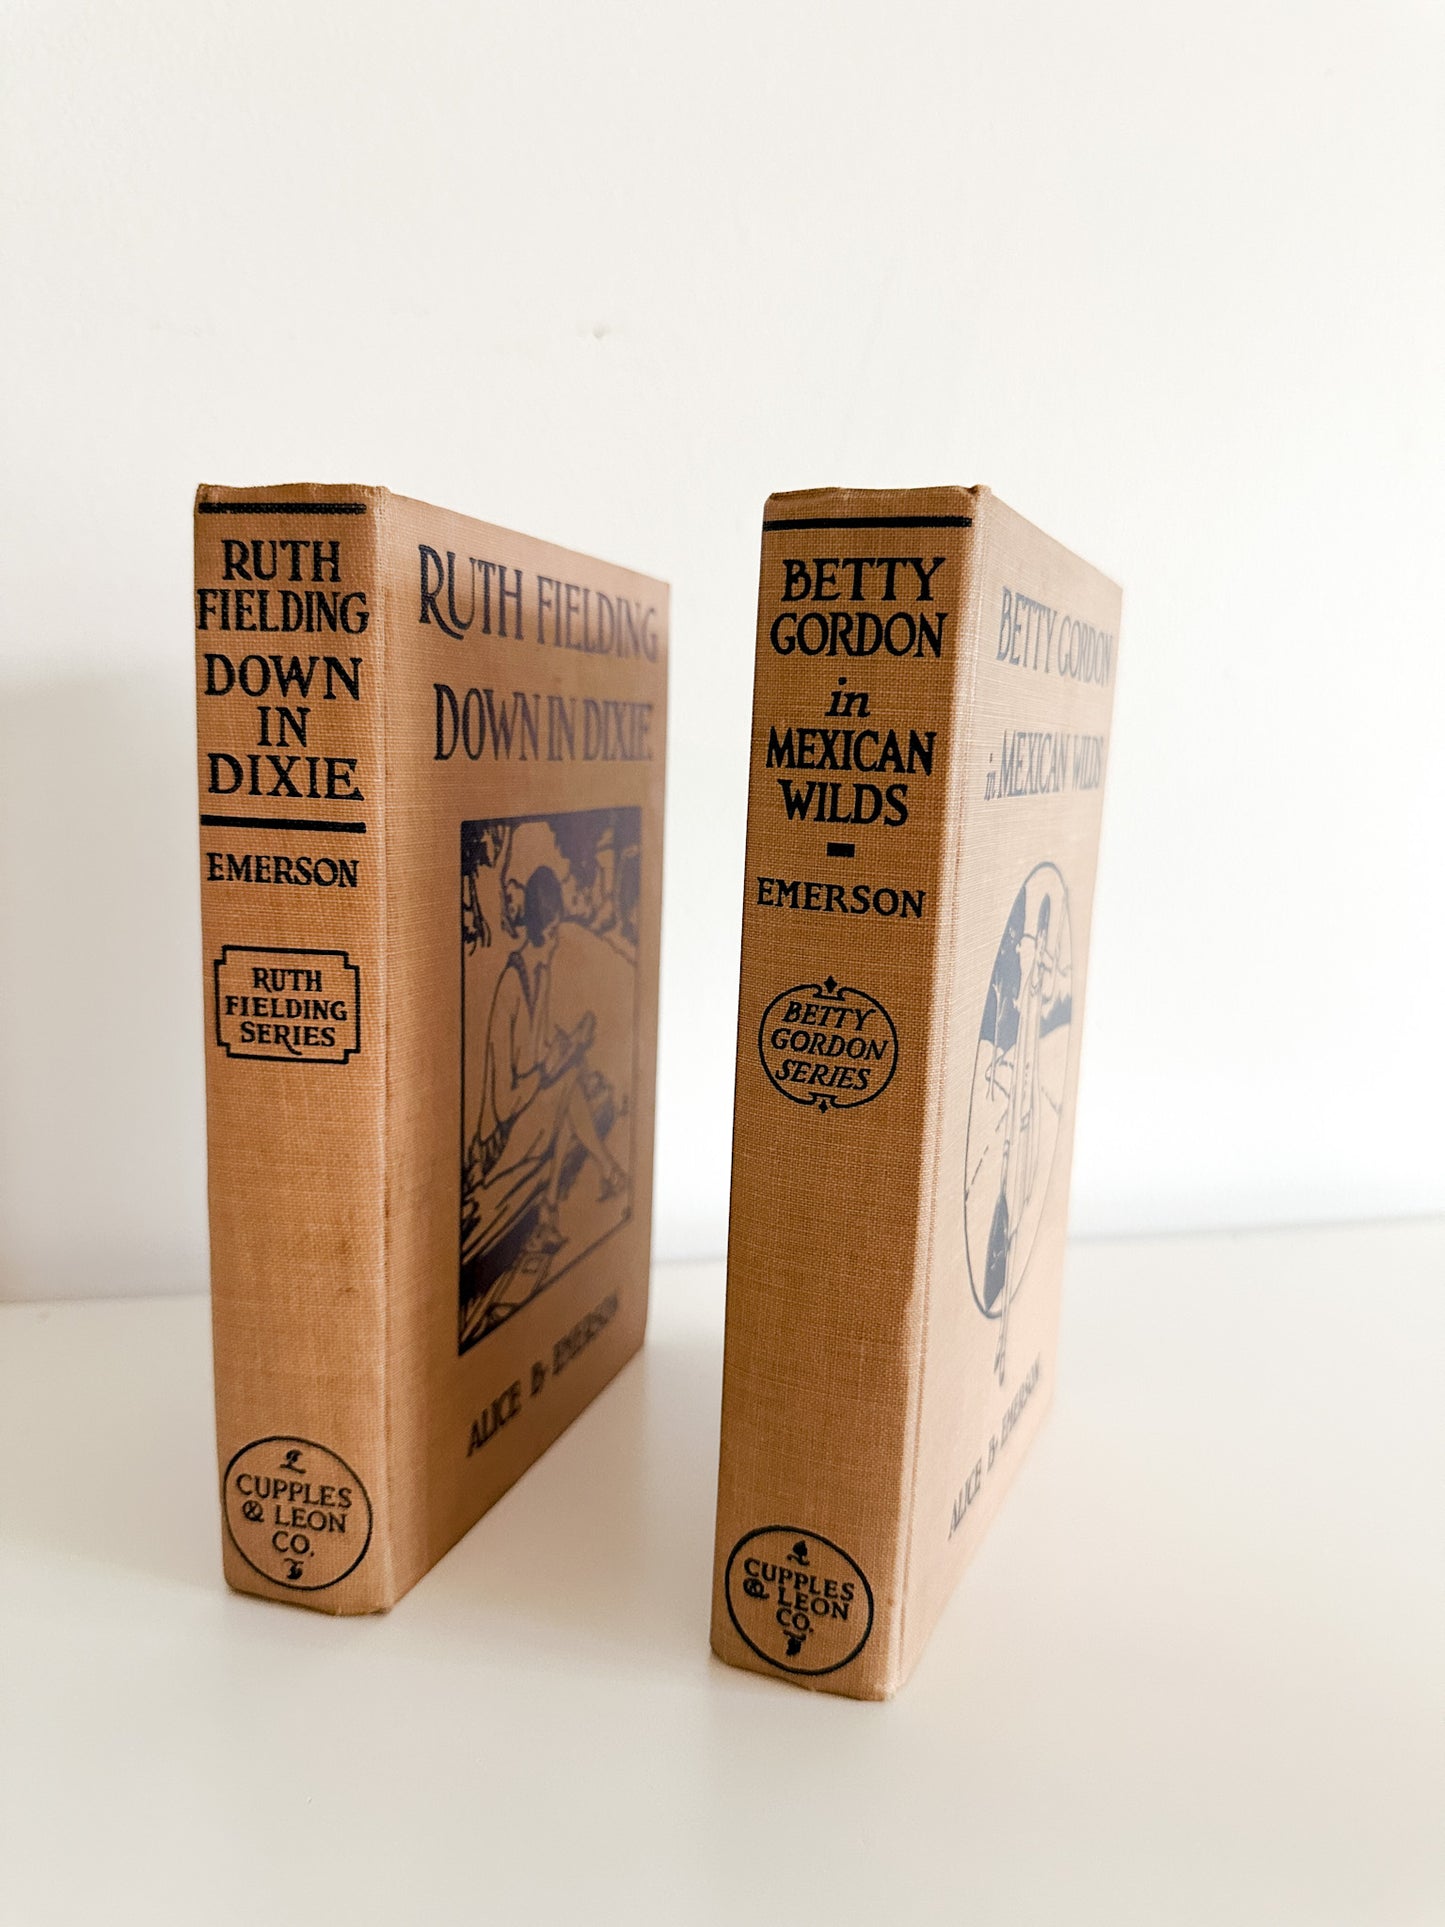 RUTH
FIELDING
DOWN
IN
DIXIE
EMERSON
RUTH
FIELDING
SERIES
CUPPLES
& LEON
CO.
RUTH FIELDING
DOWN IN DIXIE
ALICE B. EMERSON
BETTY
GORDON
in
MEXICAN
WILDS
EMERSON
BETTY
GORDON
SERIES
CUPPLES
& LEON
CO.
BETTY GORDON
in MEXICAN WILDS
ALICE B. EMERSON